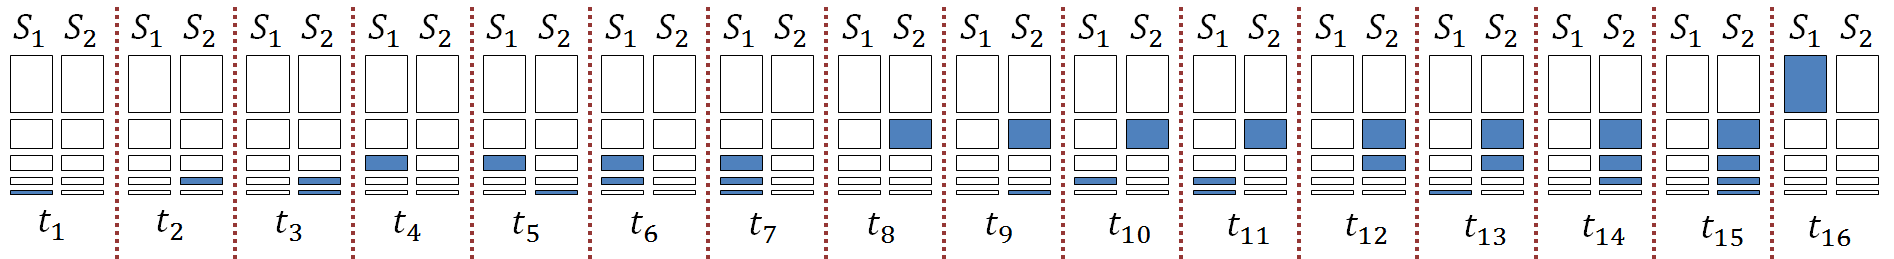 S₁ S₂ S₁ S₂ S₁ S₂ S₁ S₂ S₁ S₂ S₁ S₂ S₁ S₂ S₁ S₂ S₁ S₂ S₁ S₂ S₁ S₂ S₁ S₂ S₁ S₂ S₁ S₂ S₁ S₂ S₁ S₂
t₁ t₂ t₃ t₄ t₅ t₆ t₇ t₈ t₉ t₁₀ t₁₁ t₁₂ t₁₃ t₁₄ t₁₅ t₁₆